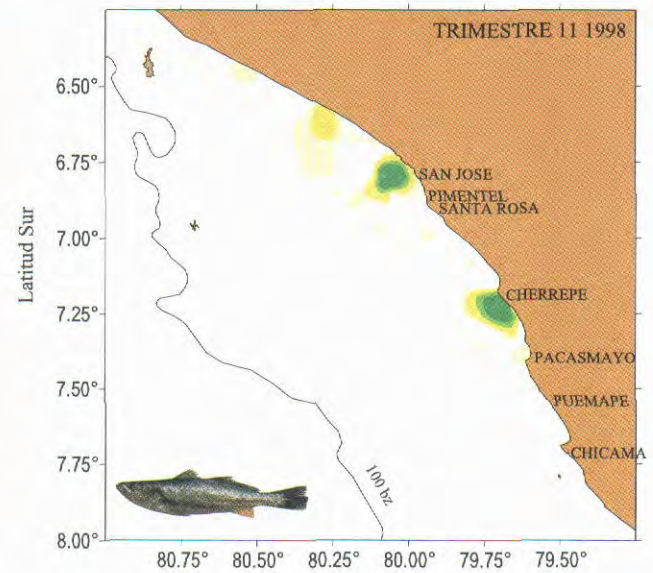 TRIMESTRE 11 1998
6.50°
6.75°
SAN JOSE
PIMENTEL
SANTA ROSA
7.00°
Latitud Sur
CHERREPE
7.25°
PACASMAYO
7.50°
PUEMAPE
CHICAMA
7.75°
100 bz
8.00°
80.75° 80.50° 80.25° 80.00° 79.75° 79.50°